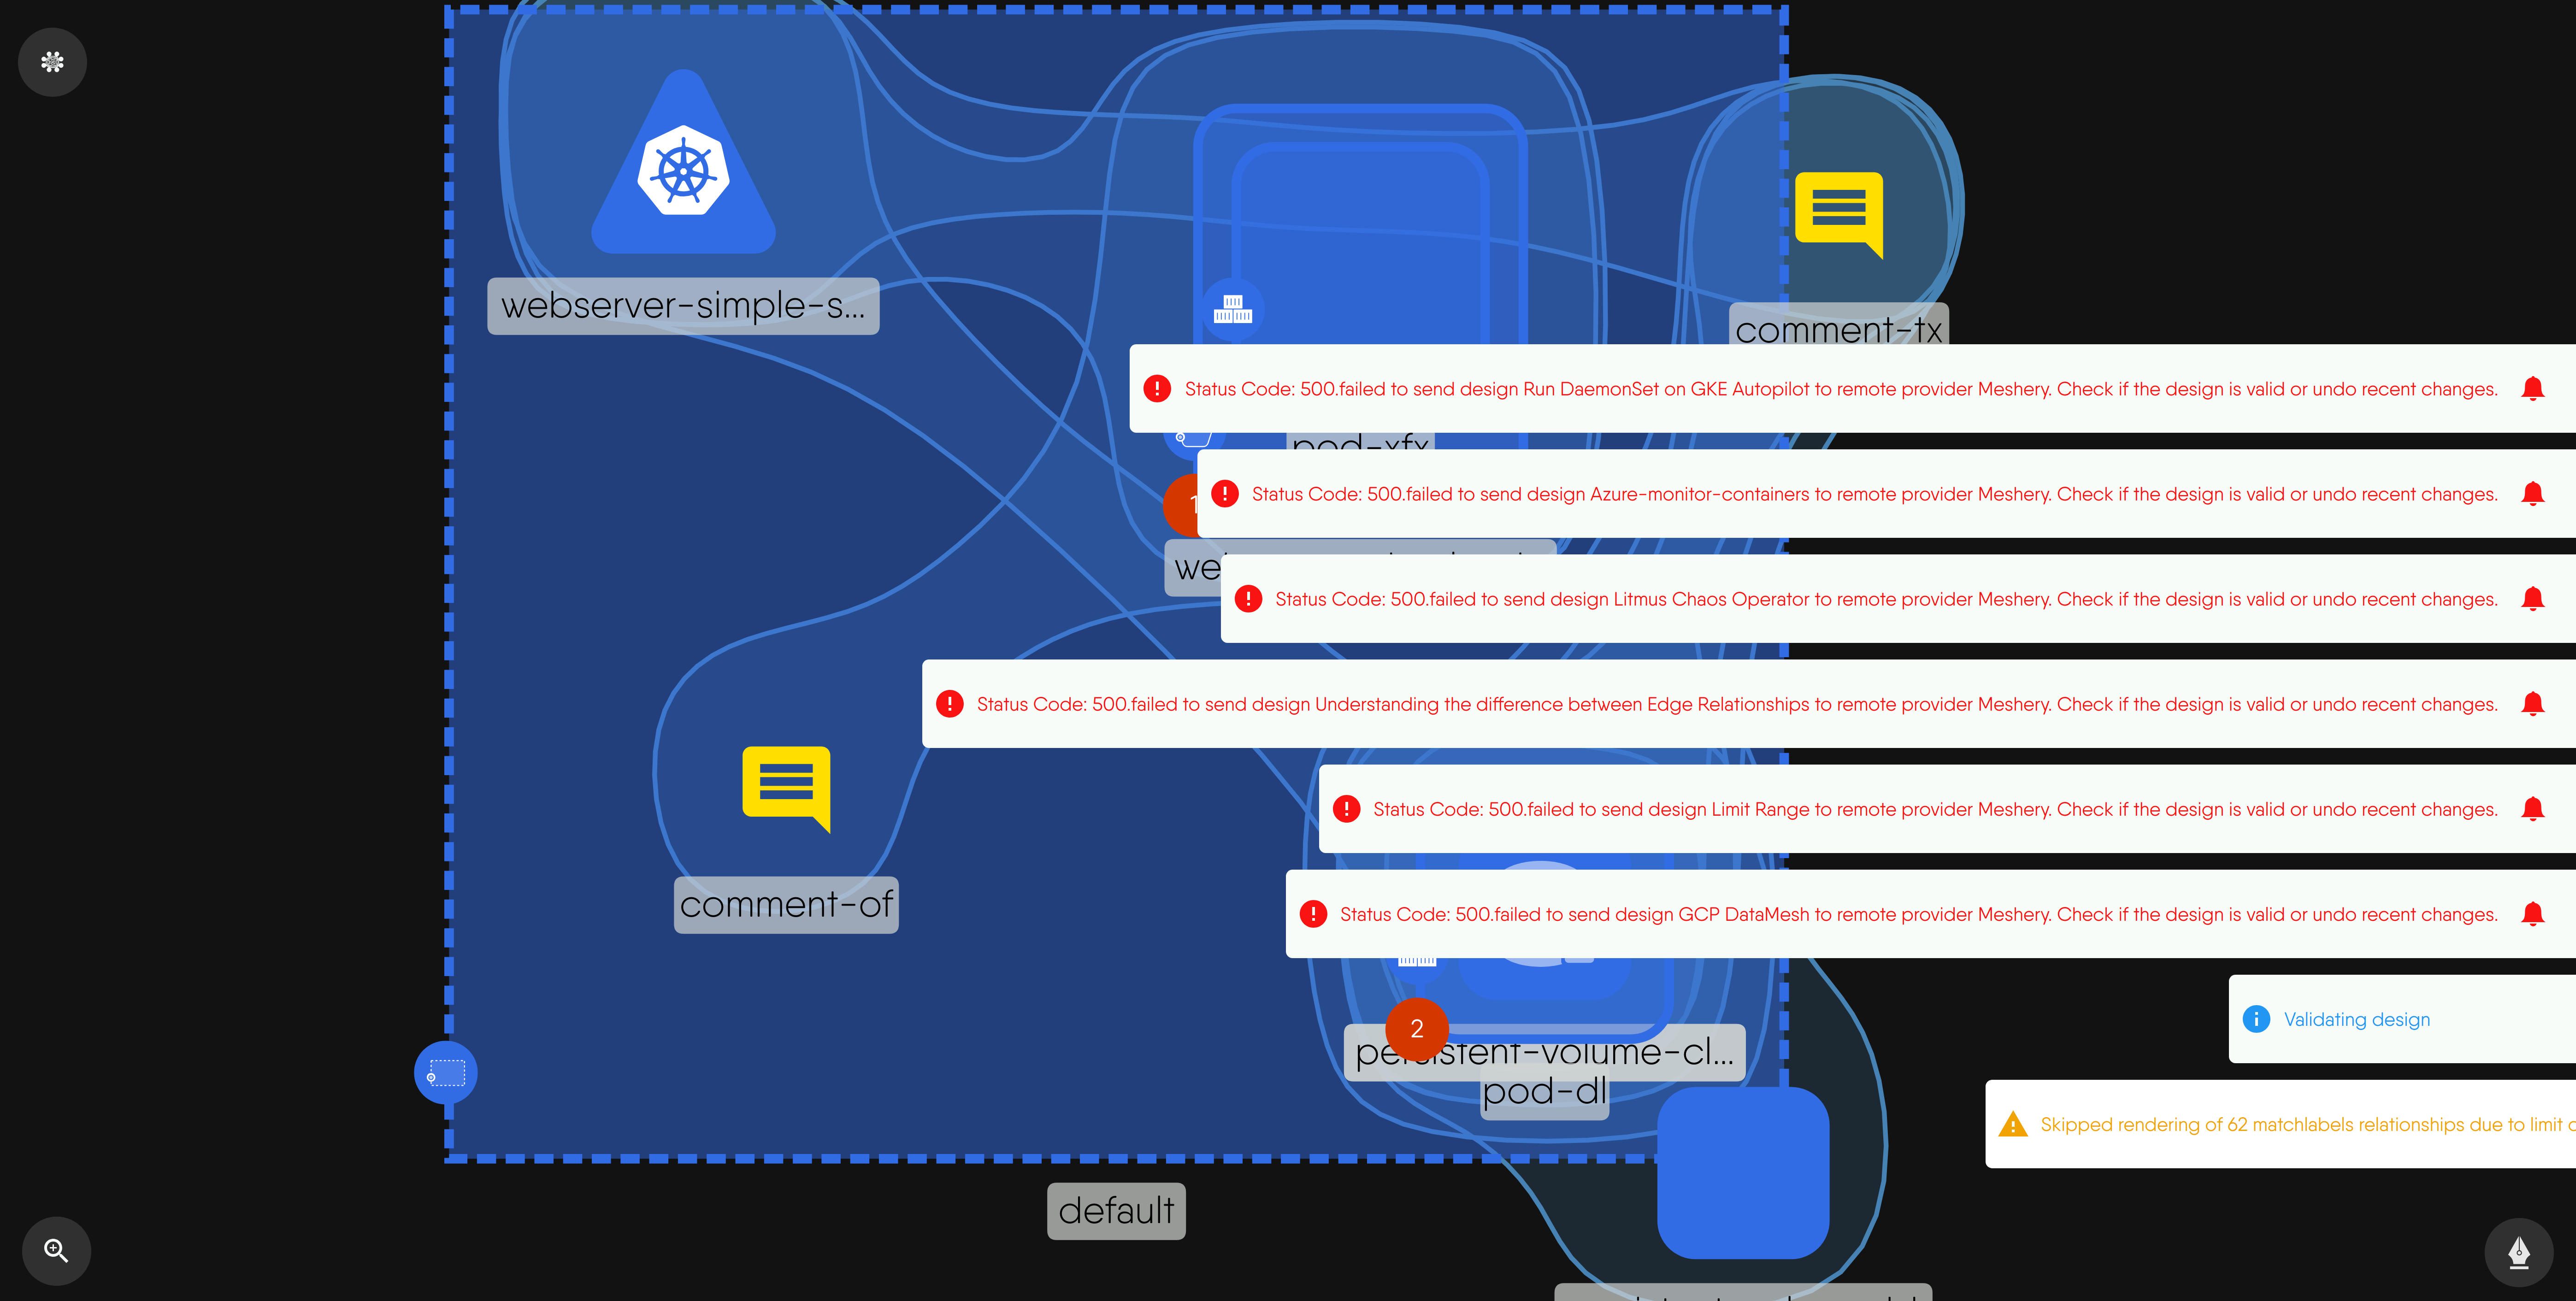 webserver-simple-s...
comment-tx
Status Code: 500.failed to send design Run DaemonSet on GKE Autopilot to remote provider Meshery. Check if the design is valid or undo recent changes.
pod-xfx
Status Code: 500.failed to send design Azure-monitor-containers to remote provider Meshery. Check if the design is valid or undo recent changes.
1
we
Status Code: 500.failed to send design Litmus Chaos Operator to remote provider Meshery. Check if the design is valid or undo recent changes.
Status Code: 500.failed to send design Understanding the difference between Edge Relationships to remote provider Meshery. Check if the design is valid or undo recent changes.
Status Code: 500.failed to send design Limit Range to remote provider Meshery. Check if the design is valid or undo recent changes.
comment-of
Status Code: 500.failed to send design GCP DataMesh to remote provider Meshery. Check if the design is valid or undo recent changes.
Validating design
2
persistent-volume-cl...
pod-dl
Skipped rendering of 62 matchlabels relationships due to limit
default